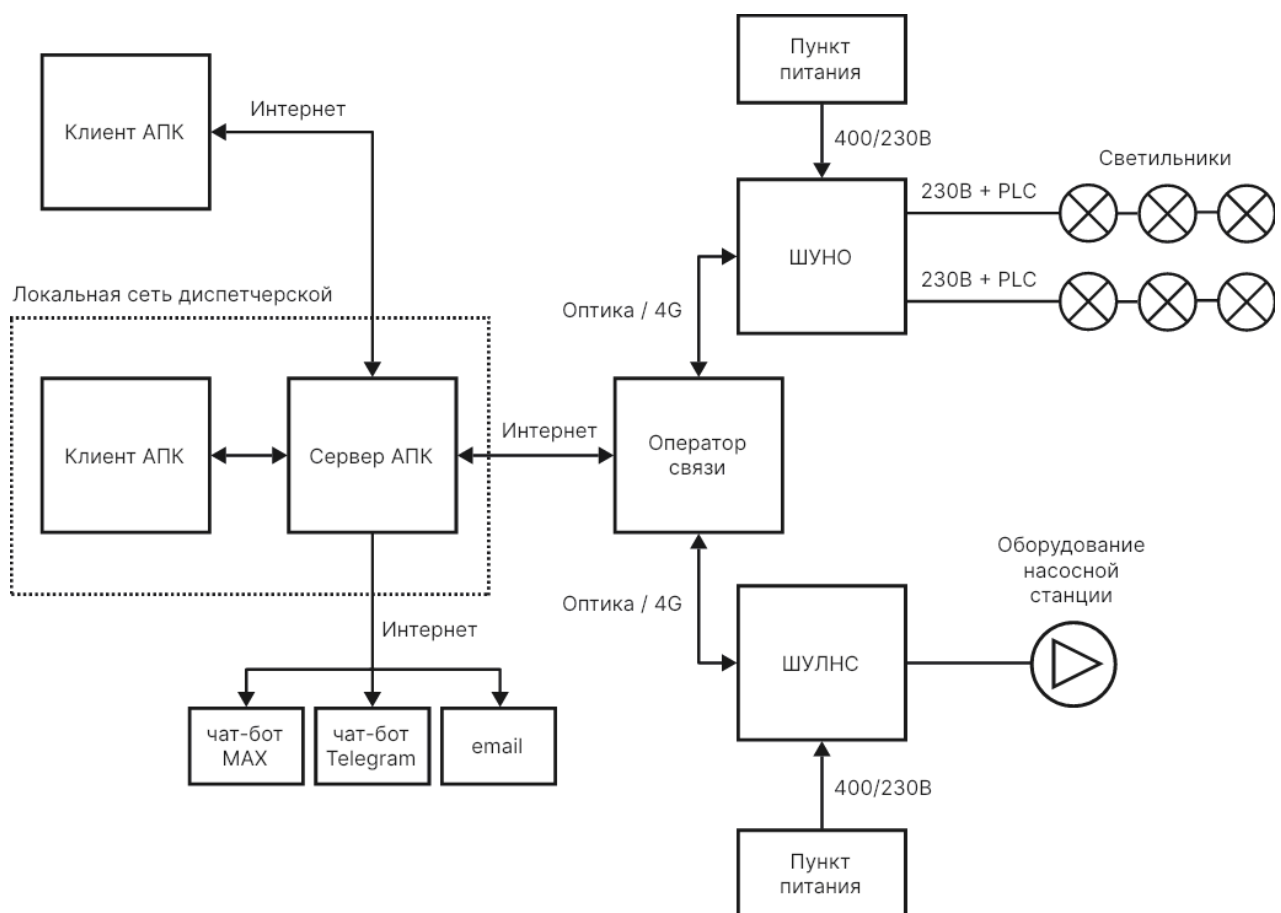 Пункт
питания
Интернет
Клиент АПК
400/230В
Светильники
230В + PLC
ШУНО
230В + PLC
Локальная сеть диспетчерской
Оптика / 4G
Клиент АПК
Сервер АПК
Интернет
Оператор
связи
Оборудование
насосной
станции
Оптика / 4G
Интернет
ШУЛНС
чат-бот
MAX
чат-бот
Telegram
email
400/230В
Пункт
питания